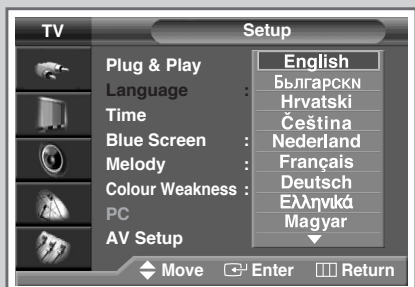 TV Setup
Plug & Play
Language :
Time
Blue Screen :
Melody :
Colour Weakness :
PC
AV Setup
English
Бьлгарскн
Hrvatski
Čeština
Nederland
Français
Deutsch
Ελληνικά
Magyar
Move Enter Return